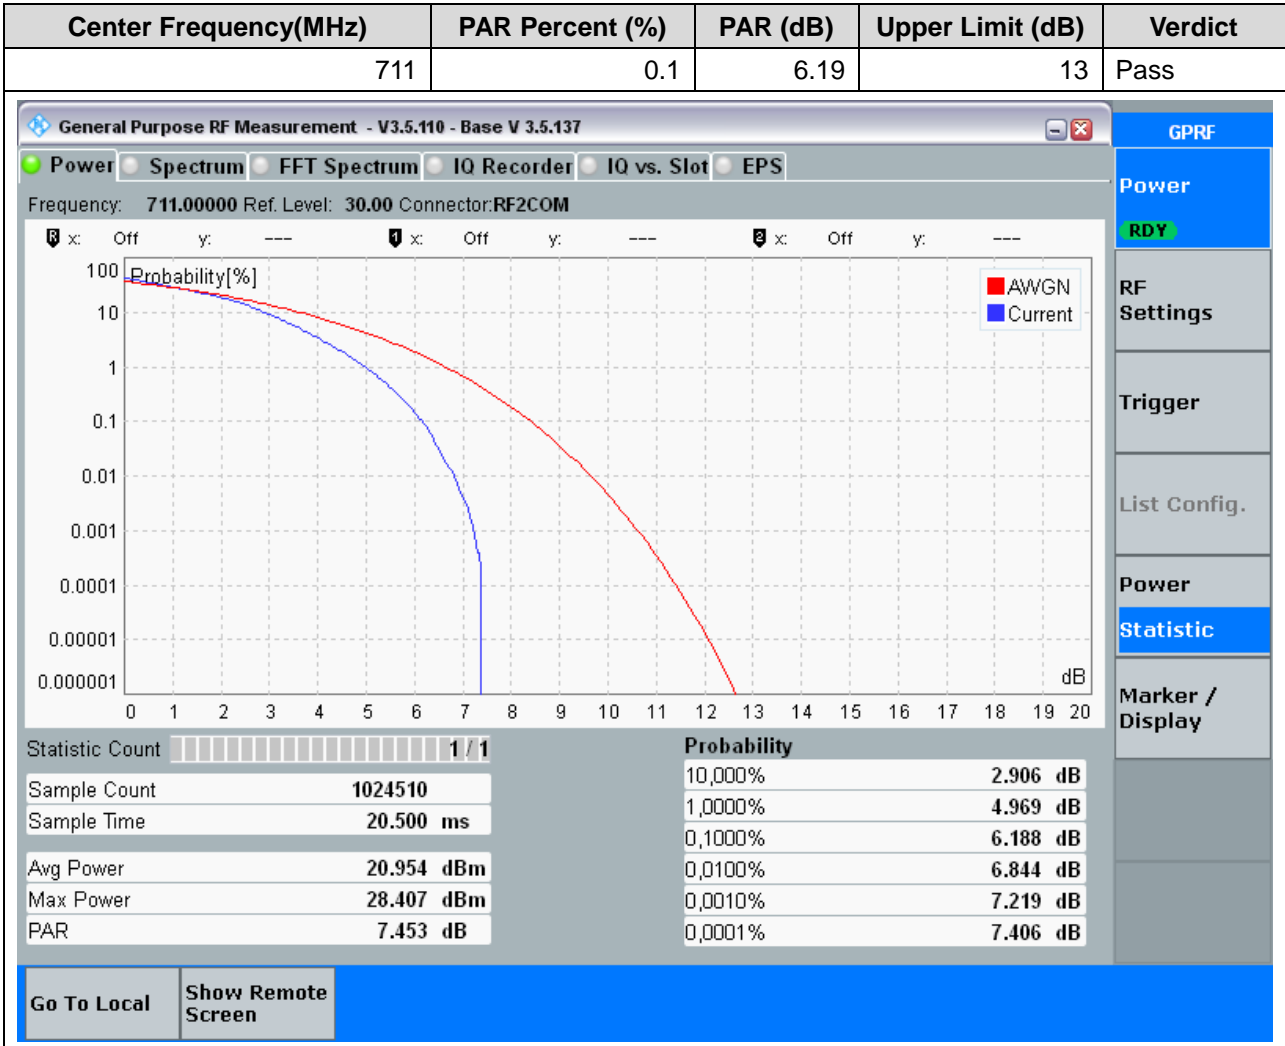 Center Frequency(MHz) PAR Percent (%) PAR (dB) Upper Limit (dB) Verdict
711 0.1 6.19 13 Pass
General Purpose RF Measurement - V3.5.110 - Base V 3.5.137
GPRF
Power Spectrum FFT Spectrum IQ Recorder IQ vs. Slot EPS
Frequency: 711.00000 Ref. Level: 30.00 Connector:RF2COM
R x: Off y: --- 1 x: Off y: --- 2 x: Off y: ---
Probability[%]
AWGN
Current
100
10
1
0.1
0.01
0.001
0.0001
0.00001
0.000001
dB
0 1 2 3 4 5 6 7 8 9 10 11 12 13 14 15 16 17 18 19 20
Statistic Count 1 / 1
Sample Count 1024510
Sample Time 20.500 ms
Avg Power 20.954 dBm
Max Power 28.407 dBm
PAR 7.453 dB
Probability
10,000% 2.906 dB
1,0000% 4.969 dB
0,1000% 6.188 dB
0,0100% 6.844 dB
0,0010% 7.219 dB
0,0001% 7.406 dB
Power
RDY
RF
Settings
Trigger
List Config.
Power
Statistic
Marker /
Display
Go To Local
Show Remote
Screen